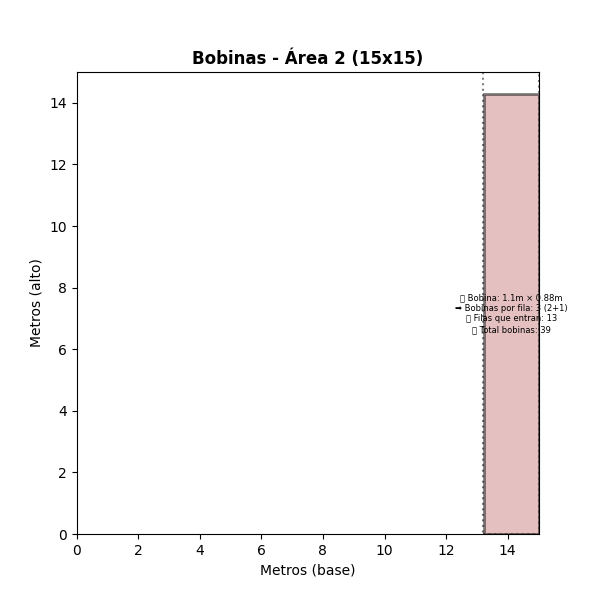 Bobinas - Área 2 (15x15)
Metros (alto)
14
12
10
8
6
4
2
0
Bobina: 1.1m × 0.88m
➡ Bobinas por fila: 3 (2+1)
Filas que entran: 13
Total bobinas: 39
0 2 4 6 8 10 12 14
Metros (base)